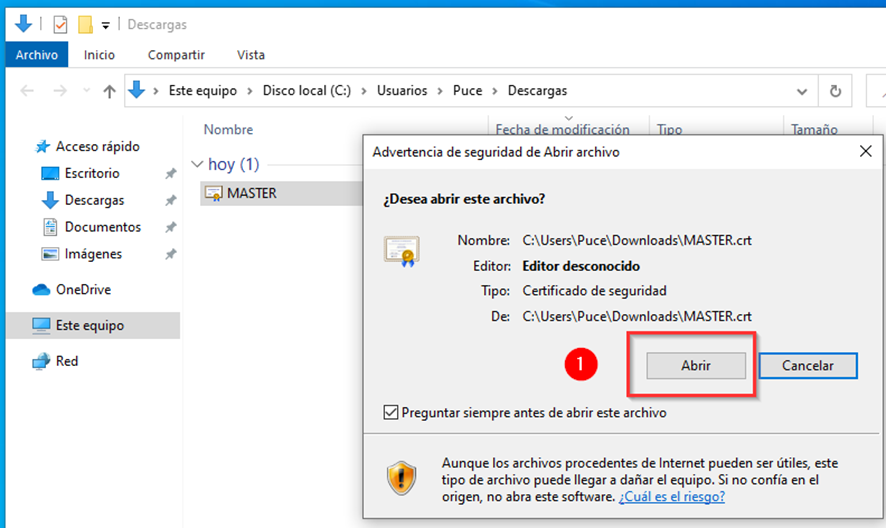 Descargas
Archivo Inicio Compartir Vista
Este equipo Disco local (C:) Usuarios Puce Descargas
Nombre Fecha de modificación Tipo Tamaño
Acceso rápido
Escritorio
Descargas
Documentos
Imágenes
OneDrive
Este equipo
Red
hoy (1)
MASTER
Advertencia de seguridad de Abrir archivo
¿Desea abrir este archivo?
Nombre: C:\Users\Puce\Downloads\MASTER.crt
Editor: Editor desconocido
Tipo: Certificado de seguridad
De: C:\Users\Puce\Downloads\MASTER.crt
1
Abrir Cancelar
Preguntar siempre antes de abrir este archivo
Aunque los archivos procedentes de Internet pueden ser útiles, este
tipo de archivo puede llegar a dañar el equipo. Si no confía en el
origen, no abra este software. ¿Cuál es el riesgo?